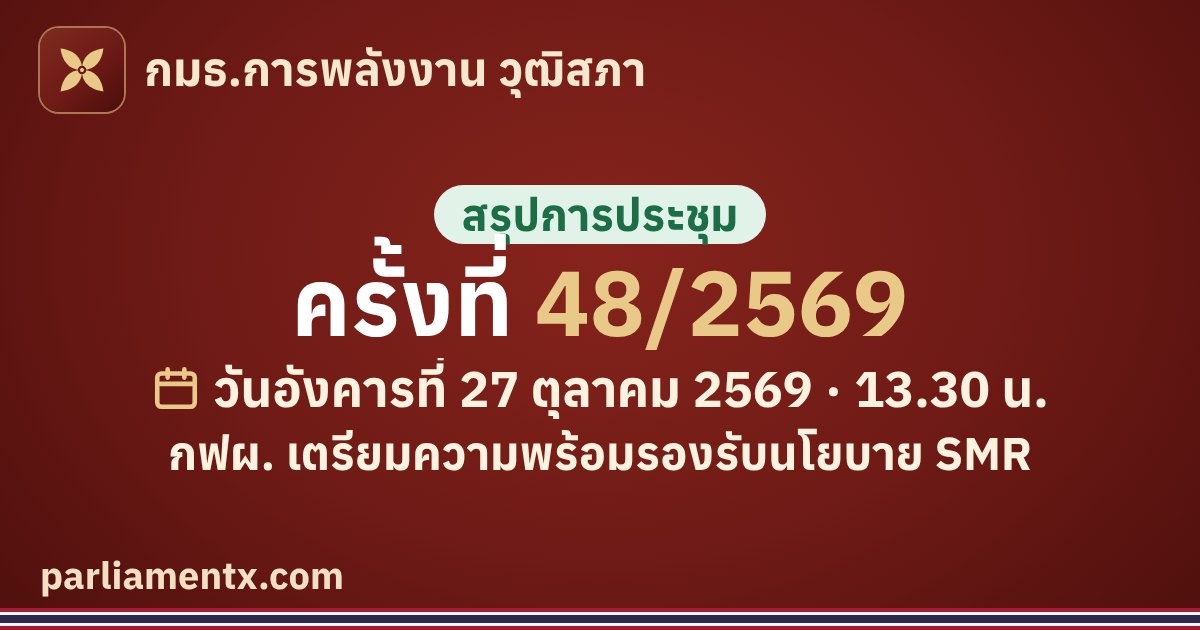 กมธ.การพลังงาน วุฒิสภา
สรุปการประชุม
ครั้งที่ 48/2569
วันอังคารที่ 27 ตุลาคม 2569 · 13.30 น.
กฟผ. เตรียมความพร้อมรองรับนโยบาย SMR
parliamentx.com